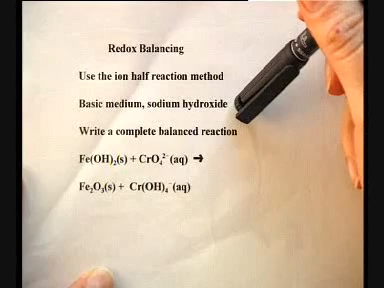 Redox Balancing
Use the ion half reaction method
Basic medium, sodium hydroxide
Write a complete balanced reaction
Fe(OH)₂(s) + CrO₄²⁻(aq) ➔
Fe₂O₃(s) + Cr(OH)₄⁻(aq)